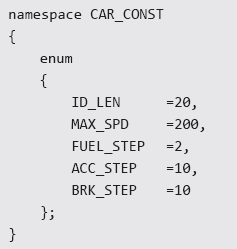 namespace CAR_CONST
{
    enum
    {
        ID_LEN      =20,
        MAX_SPD     =200,
        FUEL_STEP   =2,
        ACC_STEP    =10,
        BRK_STEP    =10
    };
}